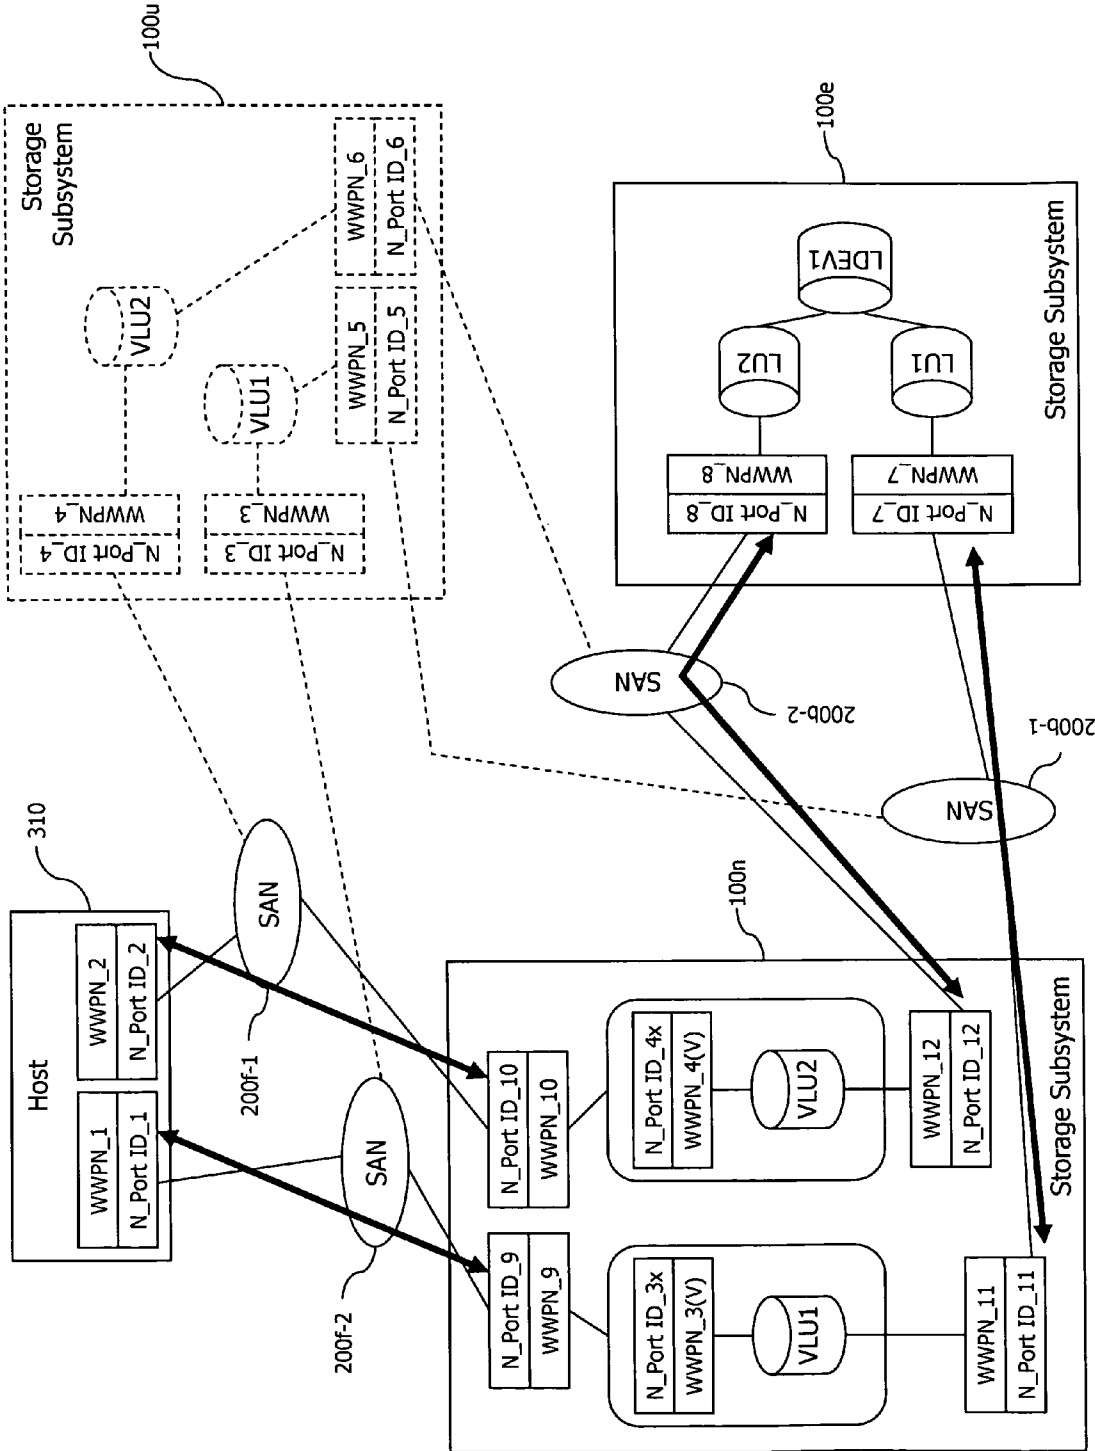 Host
310
WWPN_1
N_Port ID_1
WWPN_2
N_Port ID_2
SAN
200f-1
SAN
200f-2
Storage
Subsystem
100u
VLU2
VLU1
N_Port ID_4
WWPN_4
N_Port ID_3
WWPN_3
WWPN_5
N_Port ID_5
WWPN_6
N_Port ID_6
100n
N_Port ID_9
WWPN_9
N_Port ID_10
WWPN_10
N_Port ID_3x
WWPN_3(V)
VLU1
N_Port ID_4x
WWPN_4(V)
VLU2
WWPN_11
N_Port ID_11
WWPN_12
N_Port ID_12
Storage Subsystem
SAN
200b-2
SAN
200b-1
100e
N_Port ID_8
WWPN_8
LU2
N_Port ID_7
WWPN_7
LU1
LDEV1
Storage Subsystem